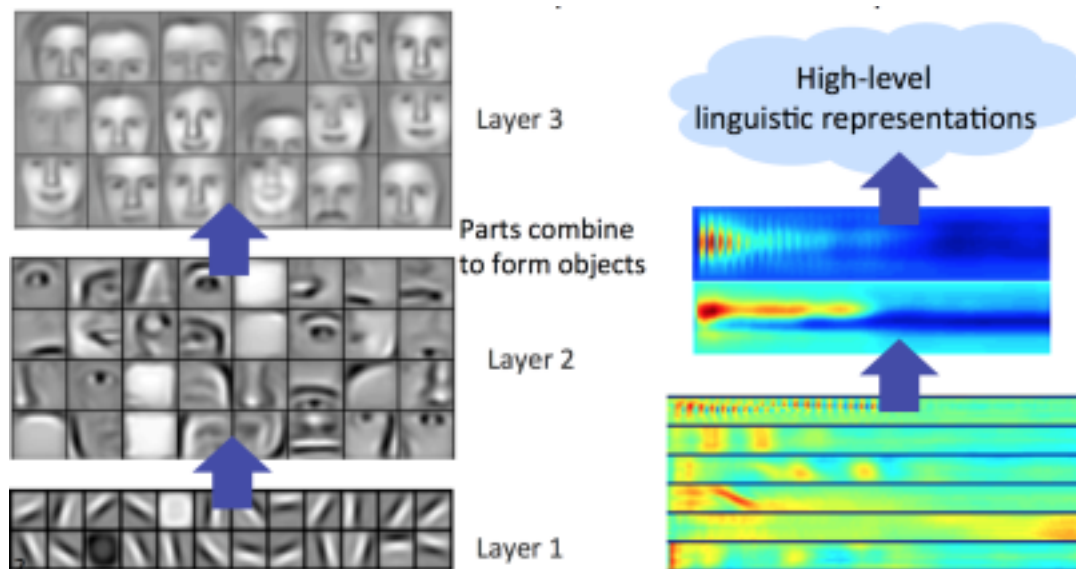 Layer 3
Parts combine
to form objects
Layer 2
Layer 1
High-level
linguistic representations